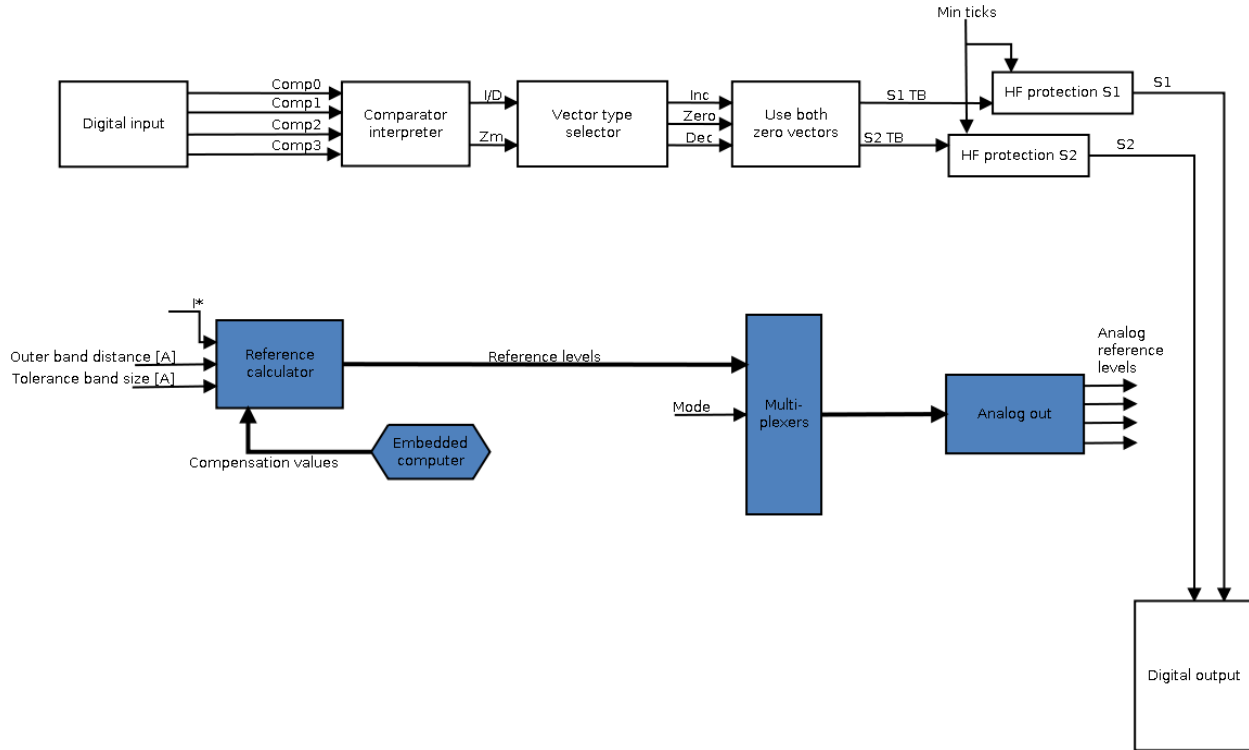 Min ticks
Comp0
Comp1
Comp2
Comp3
Digital input
Comparator
interpreter
I/D
Zm
Vector type
selector
Inc
Zero
Dec
Use both
zero vectors
S1 TB
S2 TB
HF protection S1
HF protection S2
S1
S2
I*
Outer band distance [A]
Tolerance band size [A]
Reference
calculator
Reference levels
Compensation values
Embedded
computer
Mode
Multi-
plexers
Analog out
Analog
reference
levels
Digital output